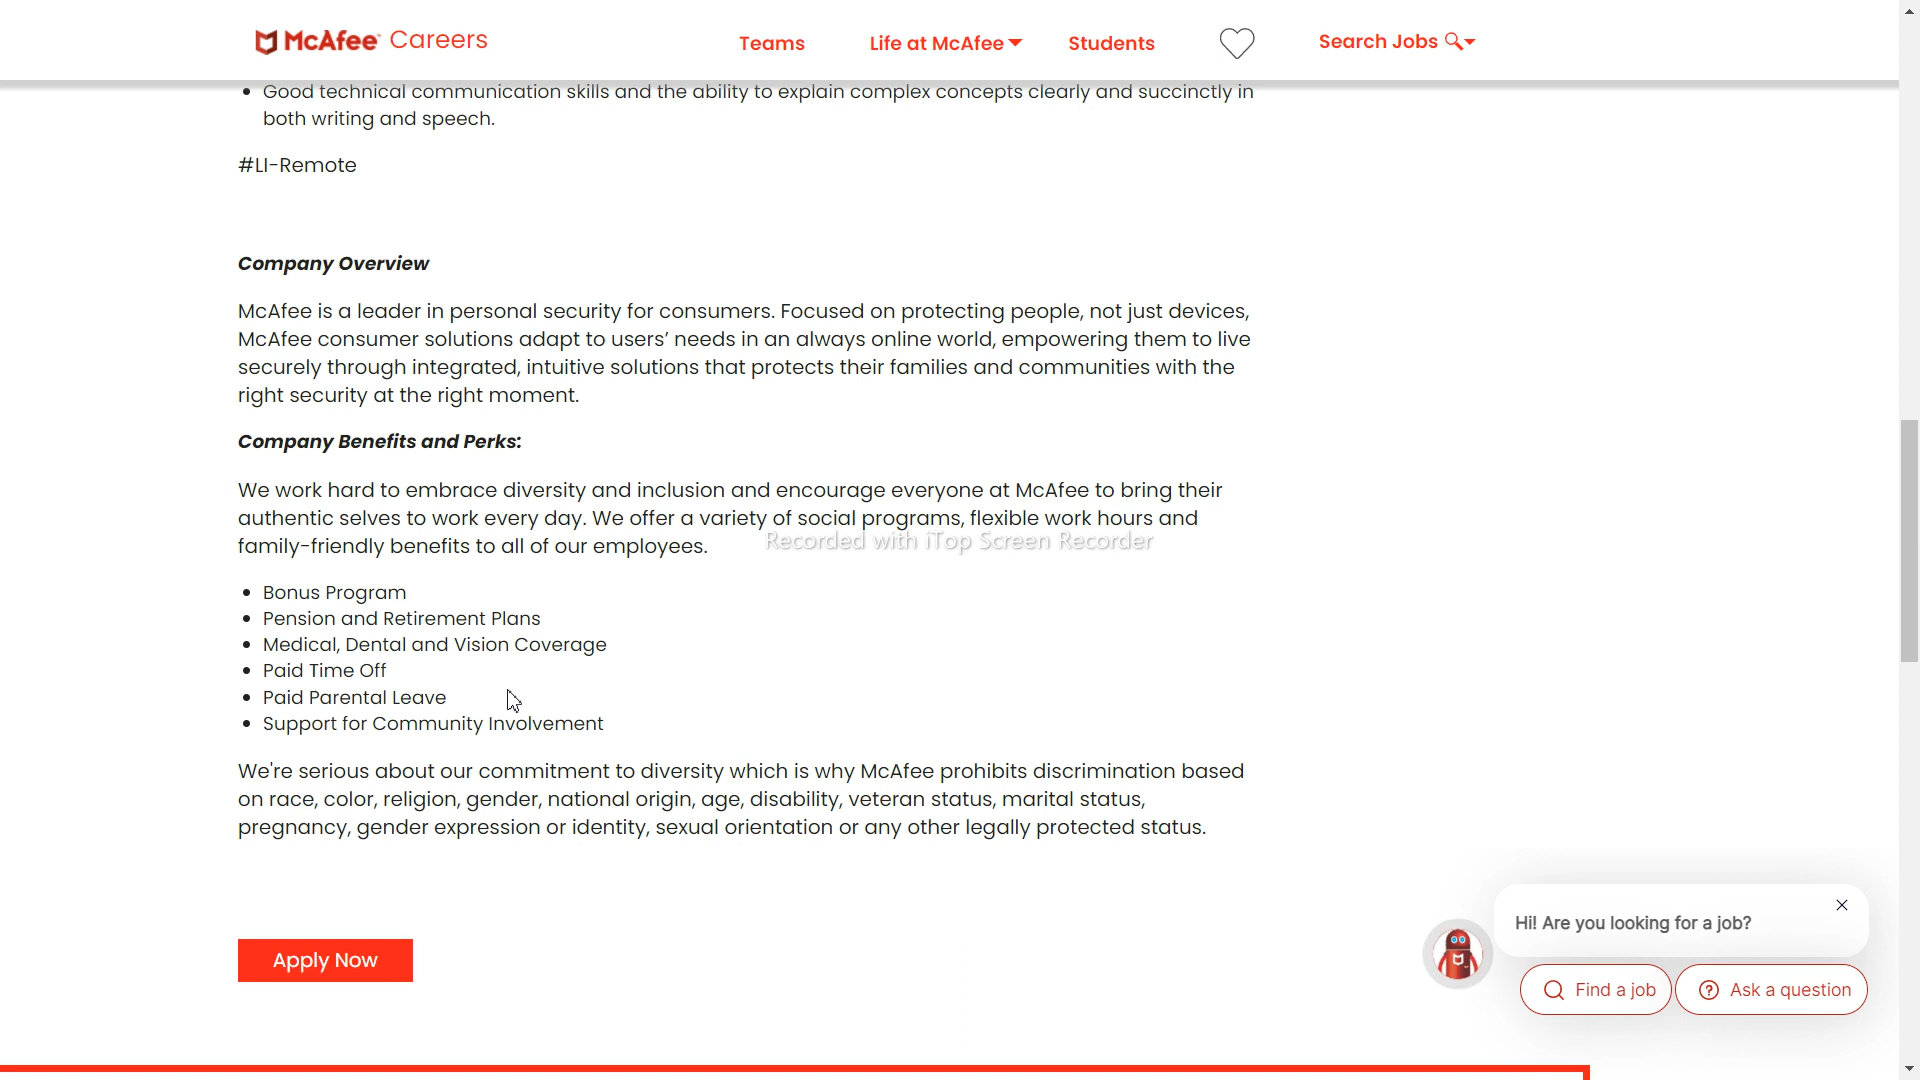 McAfee Careers
Teams
Life at McAfee
Students
Search Jobs
Good technical communication skills and the ability to explain complex concepts clearly and succinctly in
both writing and speech.
#LI-Remote
Company Overview
McAfee is a leader in personal security for consumers. Focused on protecting people, not just devices,
McAfee consumer solutions adapt to users’ needs in an always online world, empowering them to live
securely through integrated, intuitive solutions that protects their families and communities with the
right security at the right moment.
Company Benefits and Perks:
We work hard to embrace diversity and inclusion and encourage everyone at McAfee to bring their
authentic selves to work every day. We offer a variety of social programs, flexible work hours and
family-friendly benefits to all of our employees.
Recorded with iTop Screen Recorder
Bonus Program
Pension and Retirement Plans
Medical, Dental and Vision Coverage
Paid Time Off
Paid Parental Leave
Support for Community Involvement
We're serious about our commitment to diversity which is why McAfee prohibits discrimination based
on race, color, religion, gender, national origin, age, disability, veteran status, marital status,
pregnancy, gender expression or identity, sexual orientation or any other legally protected status.
Apply Now
Hi! Are you looking for a job?
Find a job
Ask a question